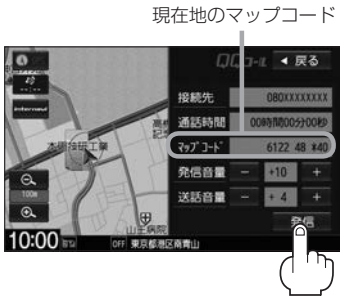 現在地のマップコード
QQコール ◀ 戻る
接続先 080XXXXXXXX
通話時間 00時間00分00秒
internavi
本田技研工業
マップコード 6122 48 *40
発信音量 − +10 +
100m
送話音量 − + 4 +
山王病院
発信
10:00 OFF 東京都港区南青山